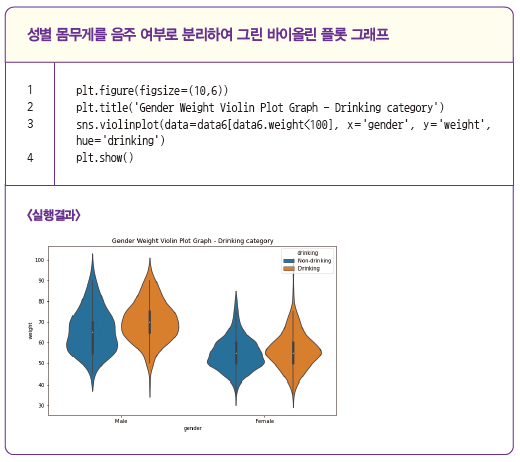 성별 몸무게를 음주 여부로 분리하여 그린 바이올린 플롯 그래프
1 plt.figure(figsize=(10,6))
2 plt.title('Gender Weight Violin Plot Graph - Drinking category')
3 sns.violinplot(data=data6[data6.weight<100], x='gender', y='weight',
hue='drinking')
4 plt.show()
<실행결과>
Gender Weight Violin Plot Graph - Drinking category
drinking
Non-drinking
Drinking
100
90
80
70
60
50
40
30
weight
Male
Female
gender